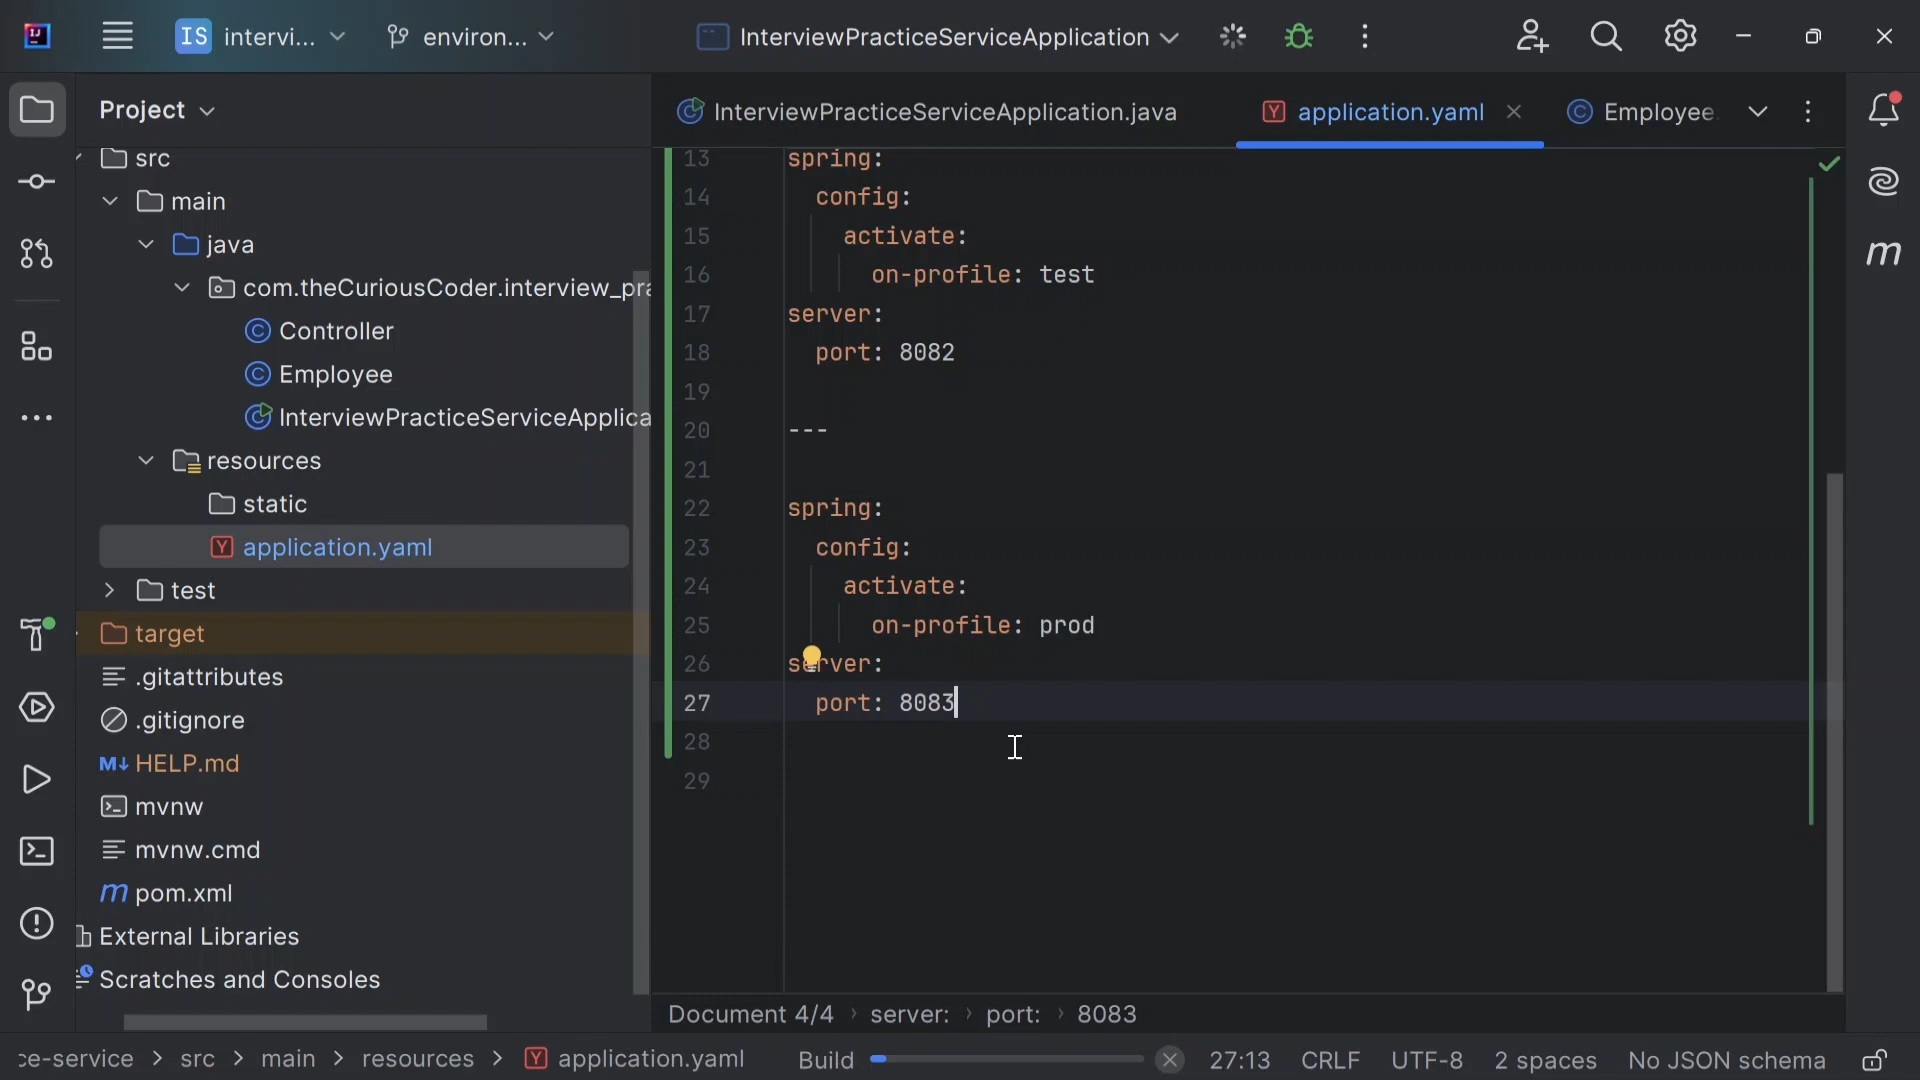 IS intervi...
environ...
InterviewPracticeServiceApplication
Project
InterviewPracticeServiceApplication.java
application.yaml
Employee
src
main
java
com.theCuriousCoder.interview_pra
Controller
Employee
InterviewPracticeServiceApplica
resources
static
application.yaml
test
target
.gitattributes
.gitignore
M↓ HELP.md
mvnw
mvnw.cmd
m pom.xml
External Libraries
Scratches and Consoles
13 spring:
14 config:
15 activate:
16 on-profile: test
17 server:
18 port: 8082
19
20 ---
21
22 spring:
23 config:
24 activate:
25 on-profile: prod
26 server:
27 port: 8083
28
29
m
Document 4/4 › server: › port: › 8083
ce-service > src > main > resources > application.yaml
Build
27:13 CRLF UTF-8 2 spaces No JSON schema